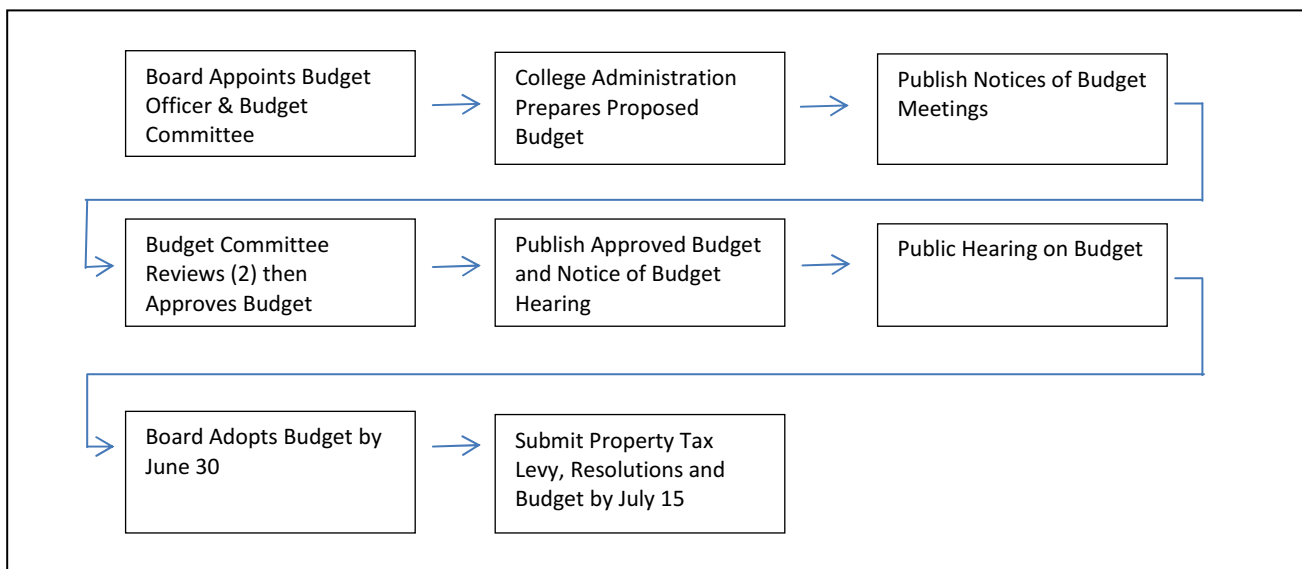 Board Appoints Budget
Officer & Budget
Committee
College Administration
Prepares Proposed
Budget
Publish Notices of Budget
Meetings
Budget Committee
Reviews (2) then
Approves Budget
Publish Approved Budget
and Notice of Budget
Hearing
Public Hearing on Budget
Board Adopts Budget by
June 30
Submit Property Tax
Levy, Resolutions and
Budget by July 15